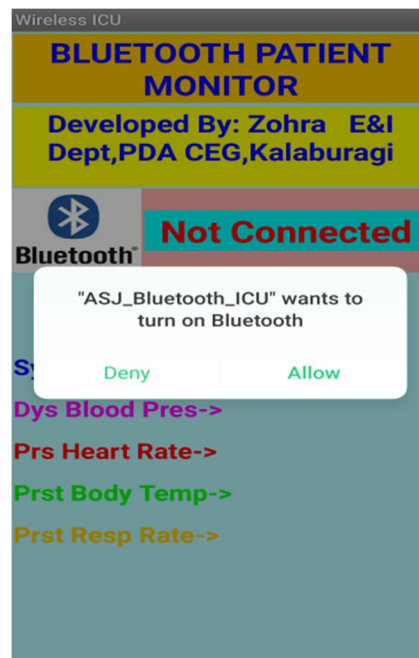 Wireless ICU
BLUETOOTH PATIENT
MONITOR
Developed By: Zohra E&I
Dept,PDA CEG,Kalaburagi
Bluetooth®
Not Connected
"ASJ_Bluetooth_ICU" wants to
turn on Bluetooth
Deny Allow
Dys Blood Pres->
Prs Heart Rate->
Prst Body Temp->
Prst Resp Rate->